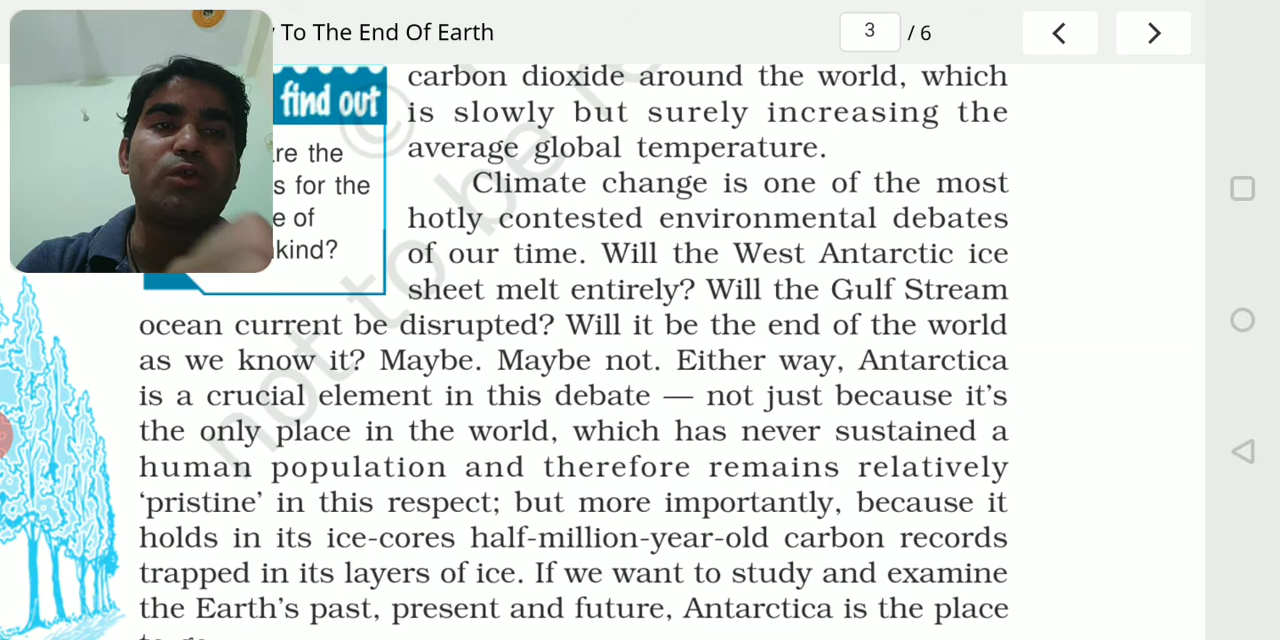 To The End Of Earth
3 / 6
find out
re the
s for the
e of
kind?
carbon dioxide around the world, which
is slowly but surely increasing the
average global temperature.
Climate change is one of the most
hotly contested environmental debates
of our time. Will the West Antarctic ice
sheet melt entirely? Will the Gulf Stream
ocean current be disrupted? Will it be the end of the world
as we know it? Maybe. Maybe not. Either way, Antarctica
is a crucial element in this debate — not just because it's
the only place in the world, which has never sustained a
human population and therefore remains relatively
‘pristine’ in this respect; but more importantly, because it
holds in its ice-cores half-million-year-old carbon records
trapped in its layers of ice. If we want to study and examine
the Earth's past, present and future, Antarctica is the place
© not to be re